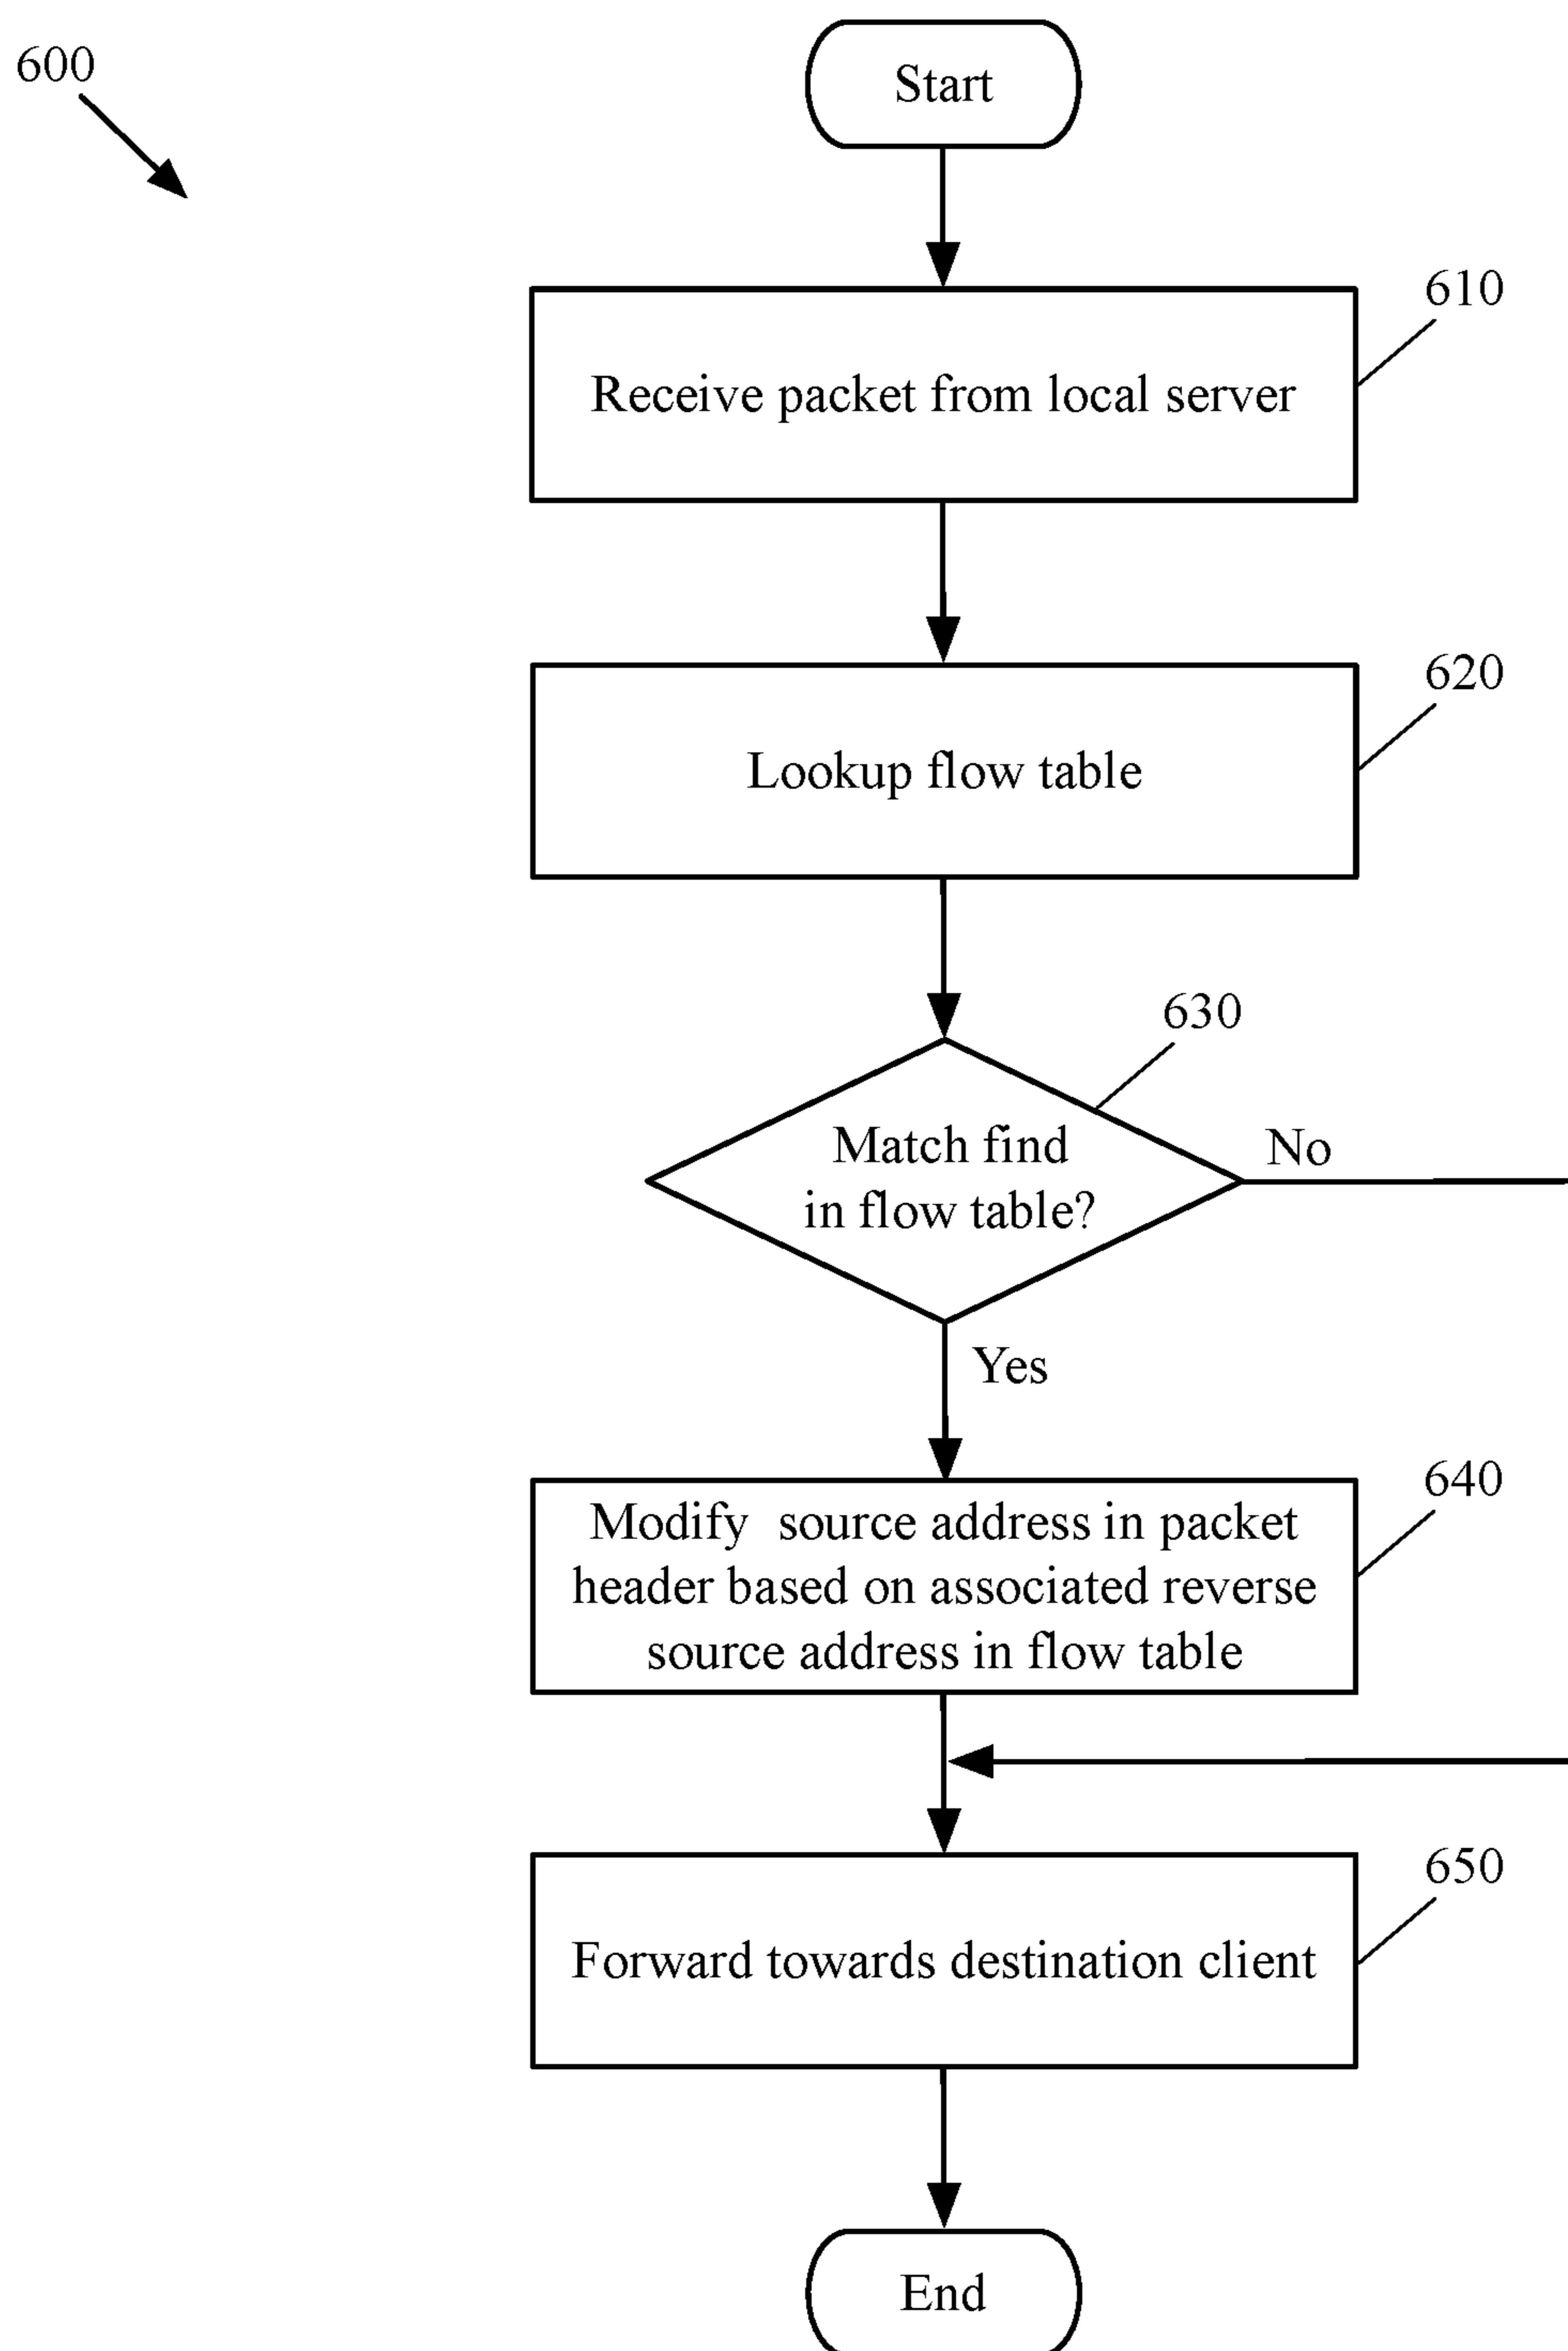 600
Start
610
Receive packet from local server
620
Lookup flow table
630
Match find
in flow table?
No
Yes
640
Modify source address in packet
header based on associated reverse
source address in flow table
650
Forward towards destination client
End